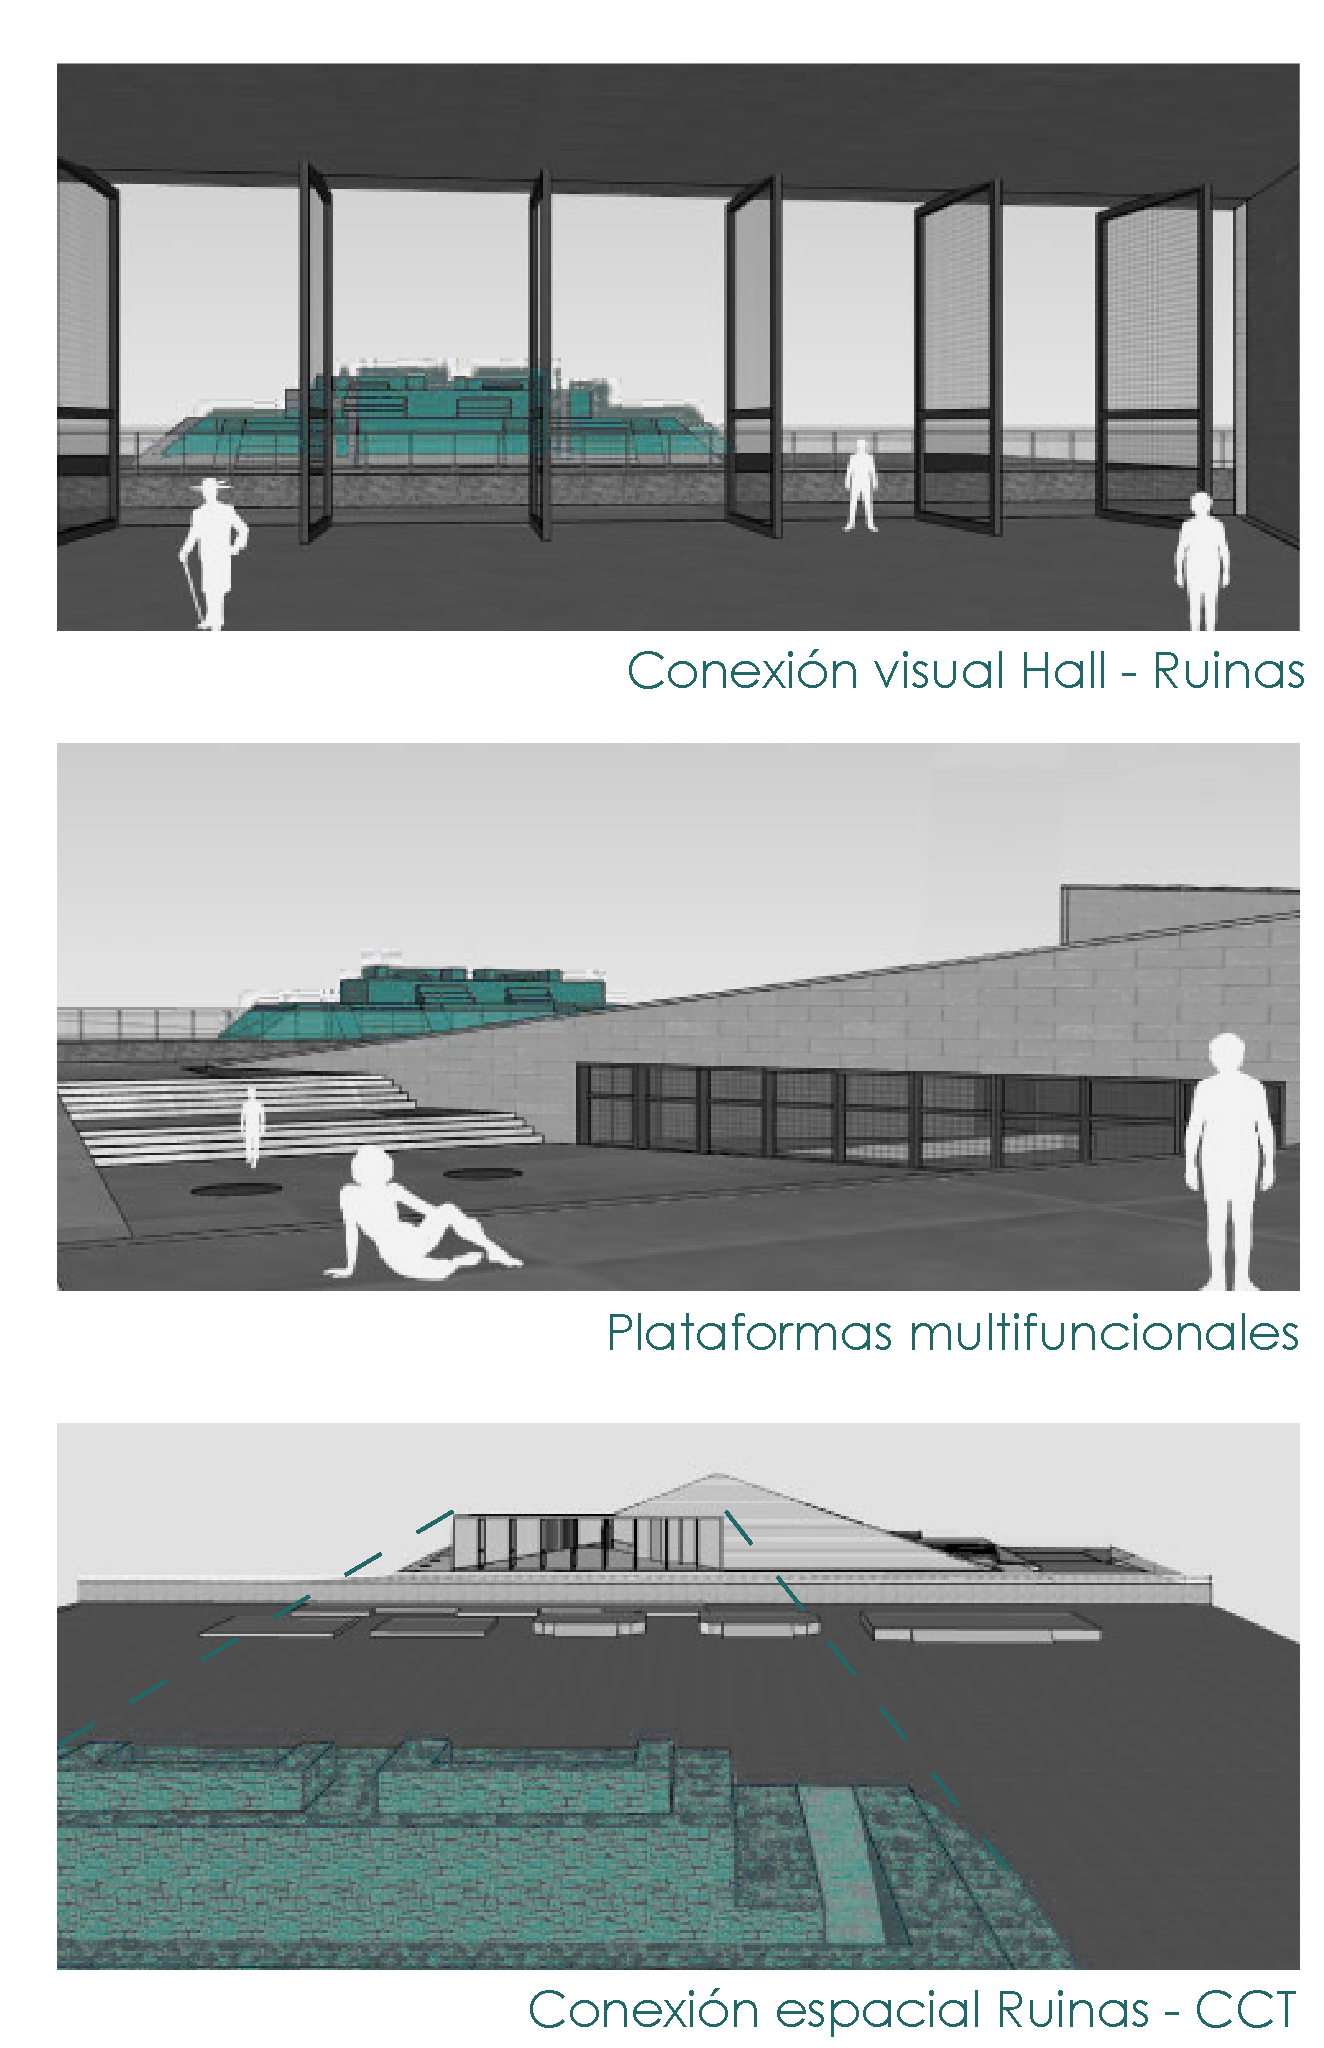 Conexión visual Hall - Ruinas
Plataformas multifuncionales
Conexión espacial Ruinas - CCT